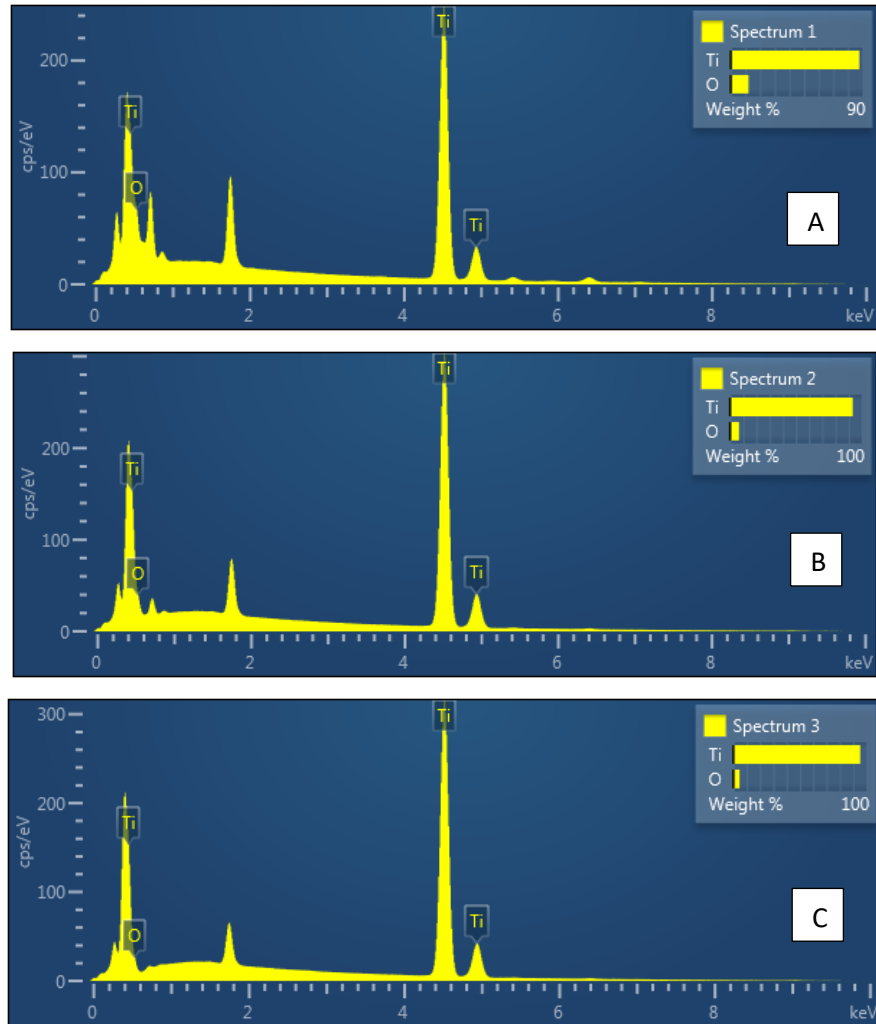 Ti
200
Ti
100
O
Ti
0
cps/eV
0 2 4 6 8 keV
Spectrum 1
Ti
O
Weight % 90
A
Ti
200
Ti
100
O
Ti
0
cps/eV
0 2 4 6 8 keV
Spectrum 2
Ti
O
Weight % 100
B
300
Ti
200
Ti
100
O
Ti
0
cps/eV
0 2 4 6 8 keV
Spectrum 3
Ti
O
Weight % 100
C